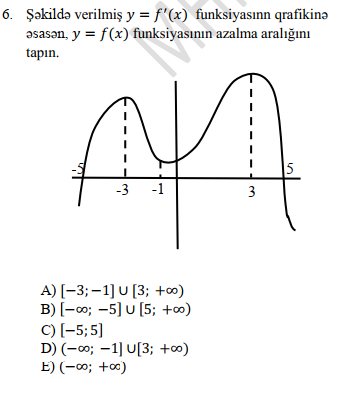 6. Şəkildə verilmiş y = f′(x) funksiyasınn qrafikinə
əsasən, y = f(x) funksiyasının azalma aralığını
tapın.
-5
5
-3 -1 3
A) [−3; −1] ∪ [3; +∞)
B) [−∞; −5] ∪ [5; +∞)
C) [−5; 5]
D) (−∞; −1] ∪[3; +∞)
E) (−∞; +∞)